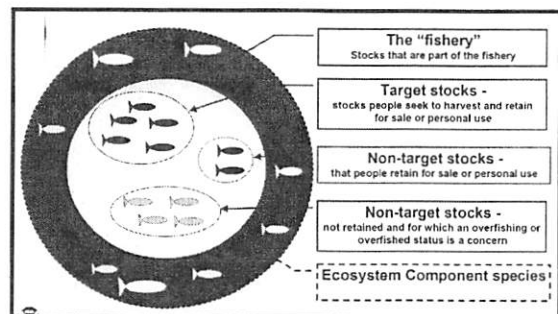 The "fishery"
Stocks that are part of the fishery
Target stocks -
stocks people seek to harvest and retain
for sale or personal use
Non-target stocks -
that people retain for sale or personal use
Non-target stocks -
not retained and for which an overfishing or
overfished status is a concern
Ecosystem Component species